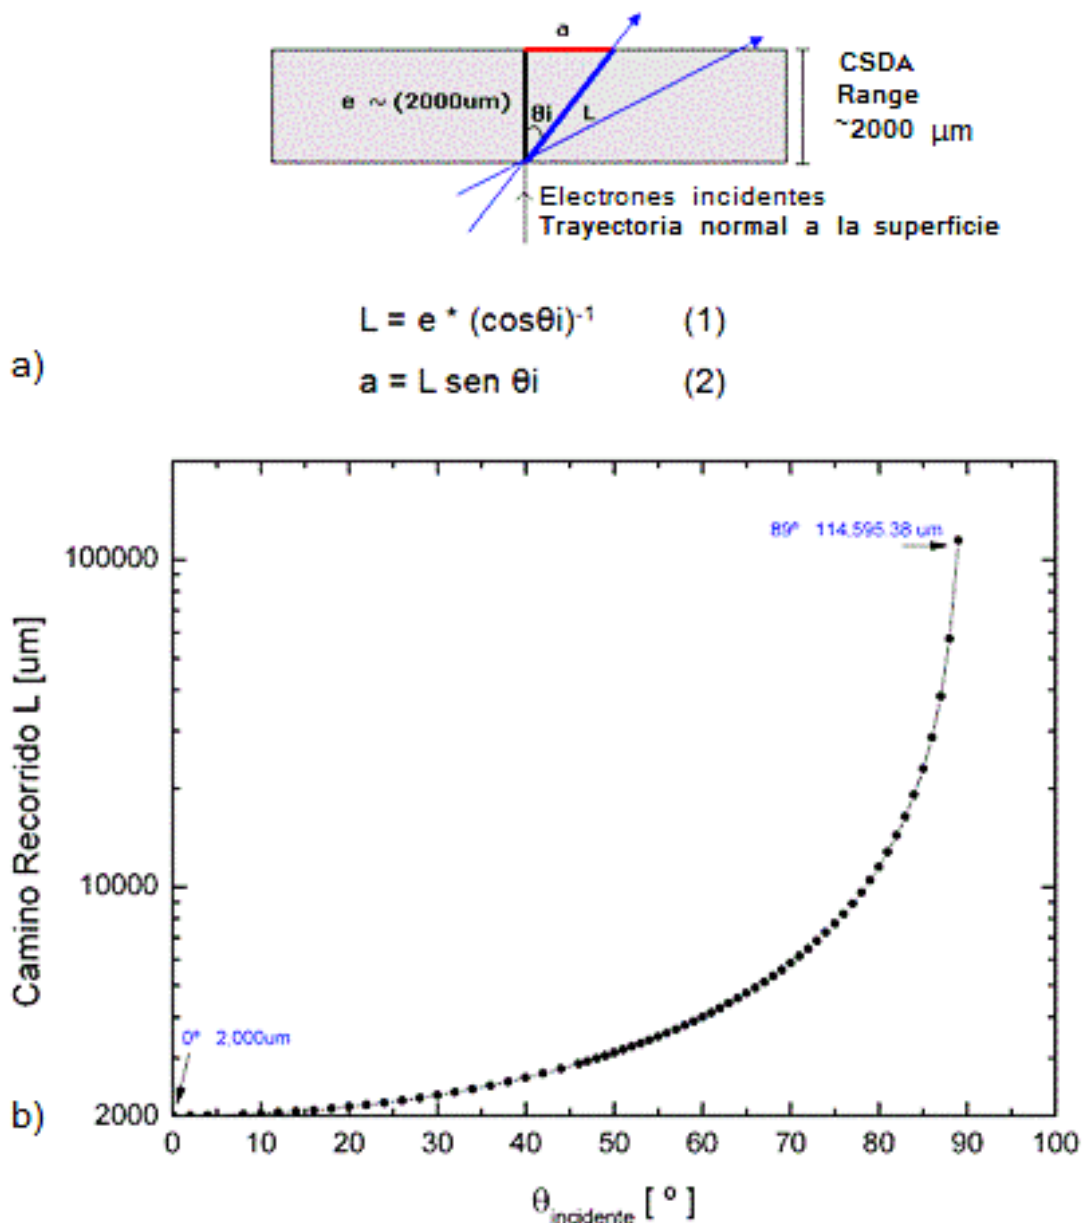 a
e ~ (2000um)
θi
L
CSDA
Range
~2000 μm
Electrones incidentes
Trayectoria normal a la superficie
L = e * (cosθi)-1 (1)
a)
a = L sen θi (2)
89º 114,595.38 um
100000
Camino Recorrido L [um]
10000
0º 2,000um
b)
2000
0 10 20 30 40 50 60 70 80 90 100
θincidente [ º ]